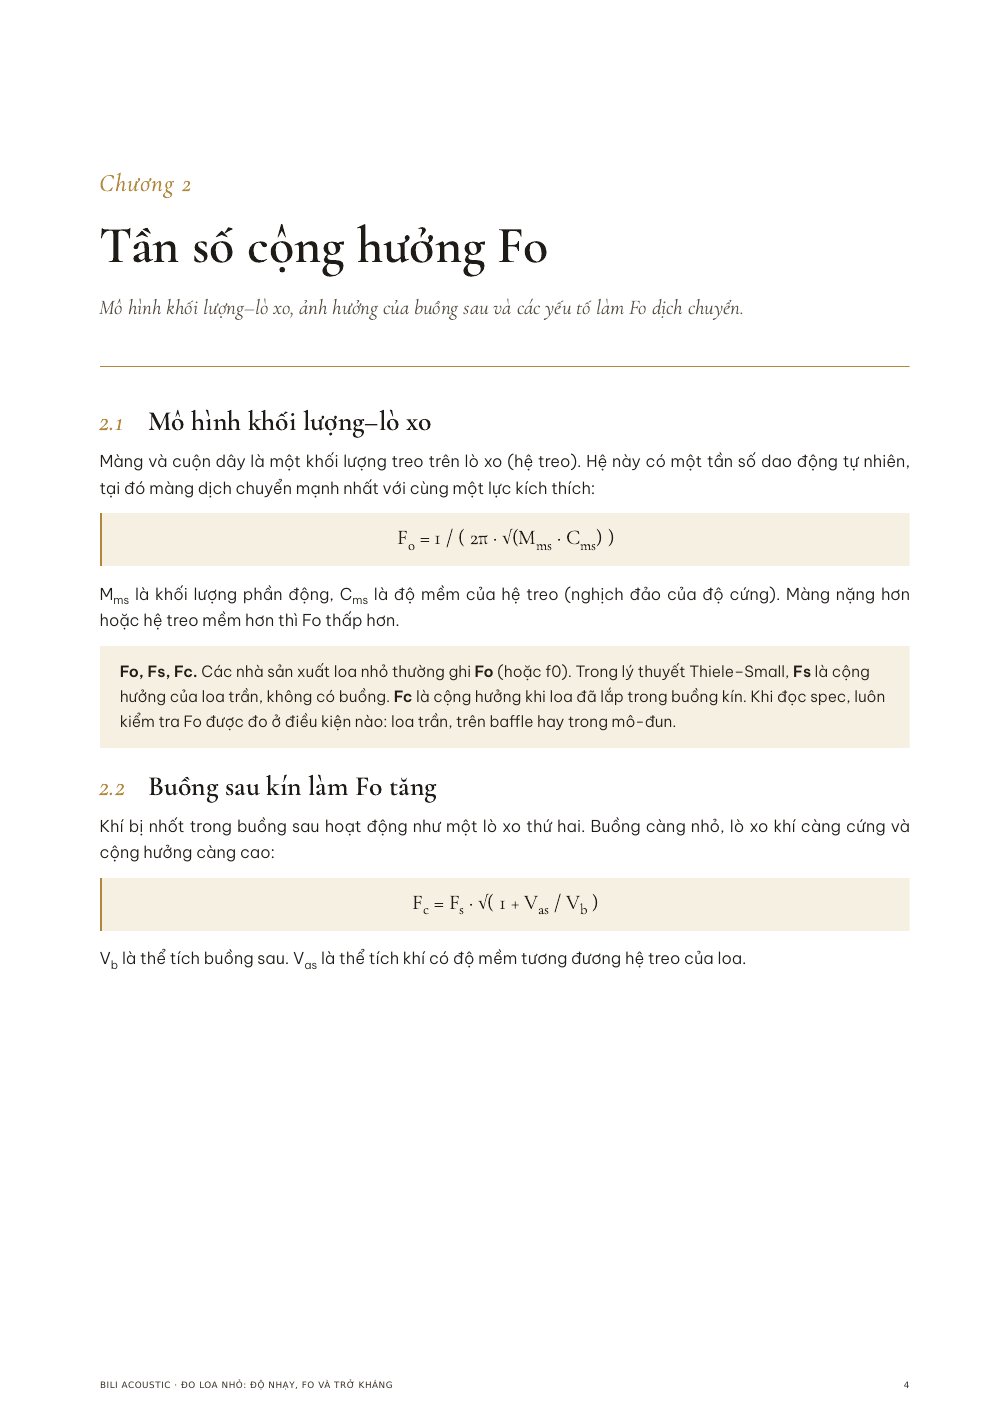 Chương 2
Tần số cộng hưởng Fo
Mô hình khối lượng–lò xo, ảnh hưởng của buồng sau và các yếu tố làm Fo dịch chuyển.
2.1 Mô hình khối lượng–lò xo
Màng và cuộn dây là một khối lượng treo trên lò xo (hệ treo). Hệ này có một tần số dao động tự nhiên,
tại đó màng dịch chuyển mạnh nhất với cùng một lực kích thích:
Fo = 1 / ( 2π · √(Mms · Cms) )
Mms là khối lượng phần động, Cms là độ mềm của hệ treo (nghịch đảo của độ cứng). Màng nặng hơn
hoặc hệ treo mềm hơn thì Fo thấp hơn.
Fo, Fs, Fc. Các nhà sản xuất loa nhỏ thường ghi Fo (hoặc f0). Trong lý thuyết Thiele–Small, Fs là cộng
hưởng của loa trần, không có buồng. Fc là cộng hưởng khi loa đã lắp trong buồng kín. Khi đọc spec, luôn
kiểm tra Fo được đo ở điều kiện nào: loa trần, trên baffle hay trong mô-đun.
2.2 Buồng sau kín làm Fo tăng
Khí bị nhốt trong buồng sau hoạt động như một lò xo thứ hai. Buồng càng nhỏ, lò xo khí càng cứng và
cộng hưởng càng cao:
Fc = Fs · √( 1 + Vas / Vb )
Vb là thể tích buồng sau. Vas là thể tích khí có độ mềm tương đương hệ treo của loa.
BILI ACOUSTIC · ĐO LOA NHỎ: ĐỘ NHẠY, FO VÀ TRỞ KHÁNG 4